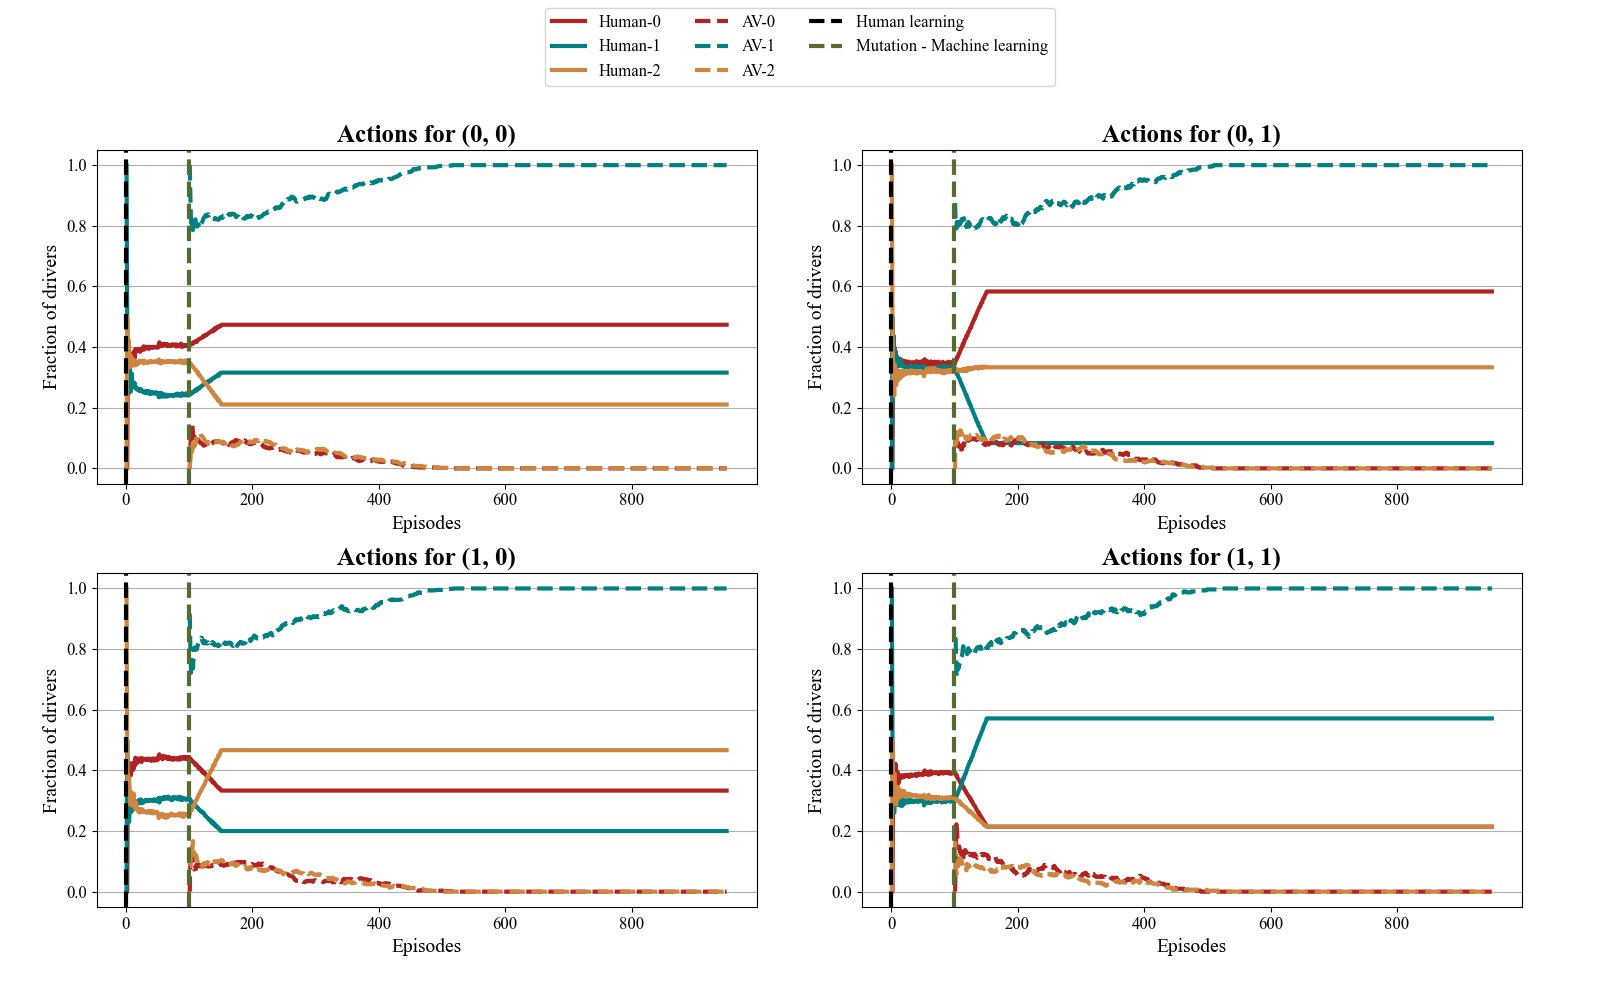 Human-0 AV-0 Human learning
Human-1 AV-1 Mutation - Machine learning
Human-2 AV-2
Actions for (0, 0)
1.0
0.8
0.6
0.4
0.2
0.0
Fraction of drivers
0 200 400 600 800
Episodes
Actions for (0, 1)
1.0
0.8
0.6
0.4
0.2
0.0
Fraction of drivers
0 200 400 600 800
Episodes
Actions for (1, 0)
1.0
0.8
0.6
0.4
0.2
0.0
Fraction of drivers
0 200 400 600 800
Episodes
Actions for (1, 1)
1.0
0.8
0.6
0.4
0.2
0.0
Fraction of drivers
0 200 400 600 800
Episodes